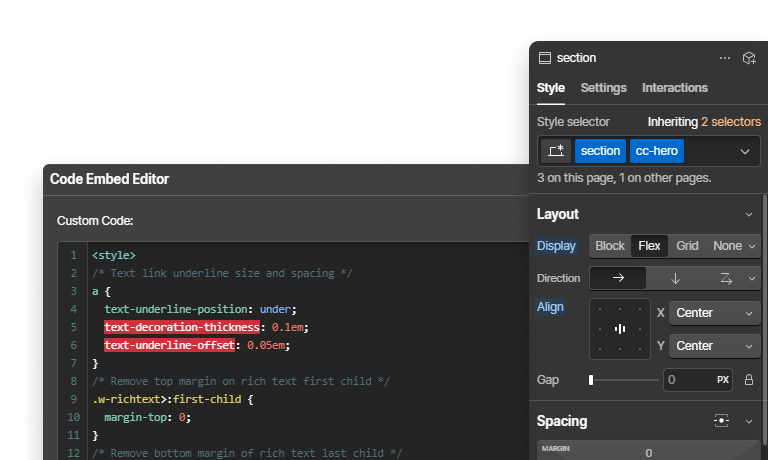 section
Style Settings Interactions
Style selector Inheriting 2 selectors
section cc-hero
3 on this page, 1 on other pages.
Layout
Display Block Flex Grid None
Direction
Align X Center
Y Center
Gap 0 PX
Spacing
MARGIN 0
Code Embed Editor
Custom Code:
1 <style>
2 /* Text link underline size and spacing */
3 a {
4 text-underline-position: under;
5 text-decoration-thickness: 0.1em;
6 text-underline-offset: 0.05em;
7 }
8 /* Remove top margin on rich text first child */
9 .w-richtext>:first-child {
10 margin-top: 0;
11 }
12 /* Remove bottom margin of rich text last child */